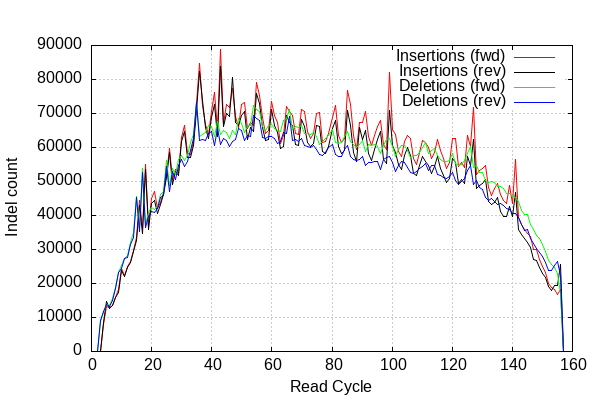 90000
80000
70000
60000
50000
40000
30000
20000
10000
0
Indel count
Insertions (fwd)
Insertions (rev)
Deletions (fwd)
Deletions (rev)
0 20 40 60 80 100 120 140 160
Read Cycle